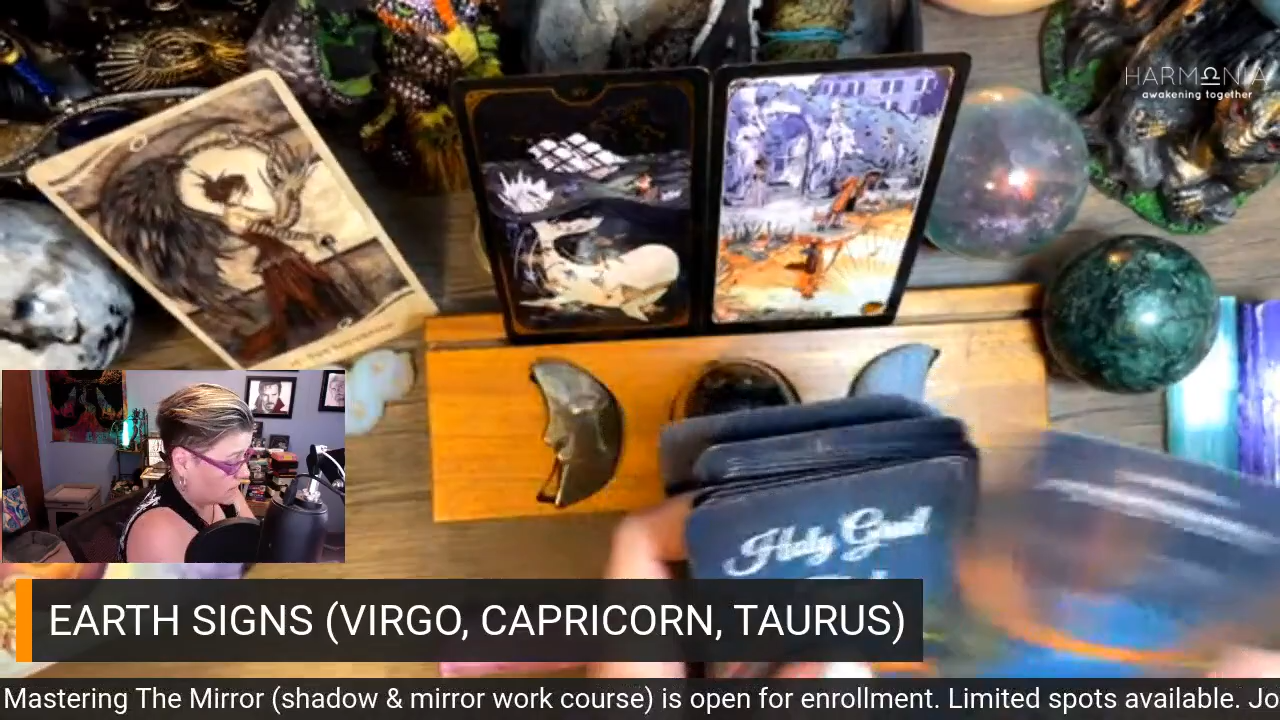 HARMONIA
awakening together
Holy Grail
EARTH SIGNS (VIRGO, CAPRICORN, TAURUS)
Mastering The Mirror (shadow & mirror work course) is open for enrollment. Limited spots available. Jo